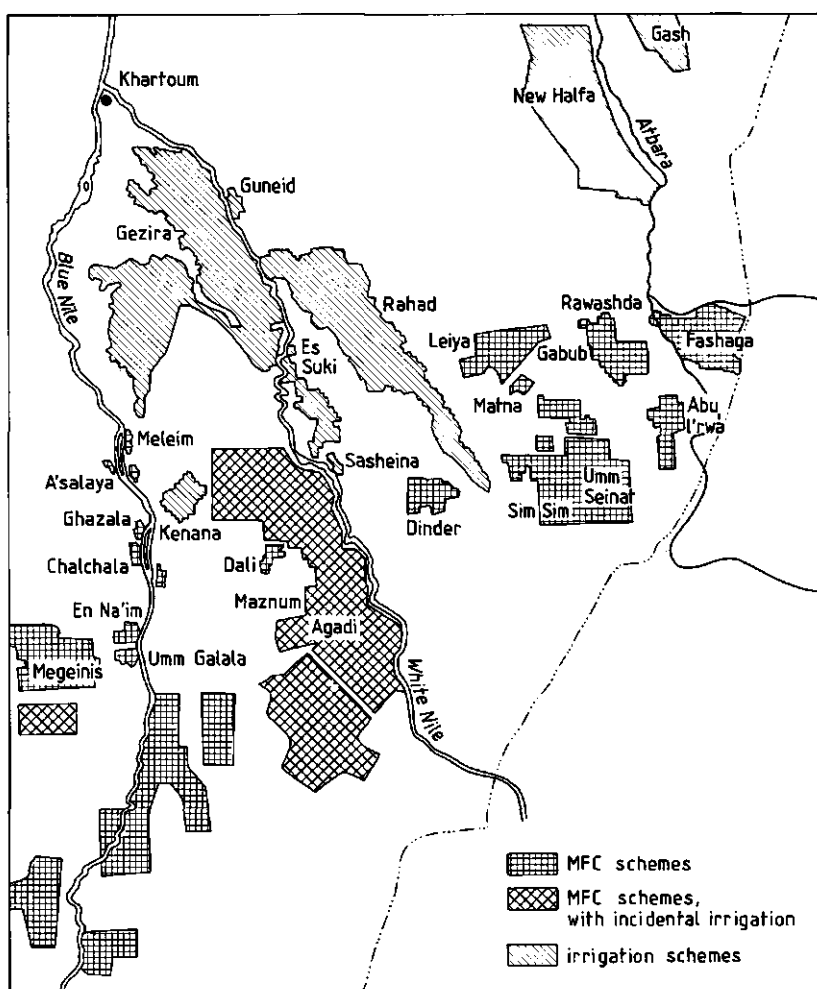 Gash
Khartoum
New Halfa
Atbara
Guneid
Gezira
Blue Nile
Rahad
Rawashda
Leiya
Gabub
Fashaga
Es
Suki
Matna
Abu
l'rwa
Meleim
Sasheina
A'salaya
Umm
Seinat
Ghazala
Kenana
Dinder
Sim Sim
Chalchala
Dali
Maznum
En Na'im
Agadi
Megeinis
Umm Galala
White Nile
MFC schemes
MFC schemes,
with incidental irrigation
irrigation schemes